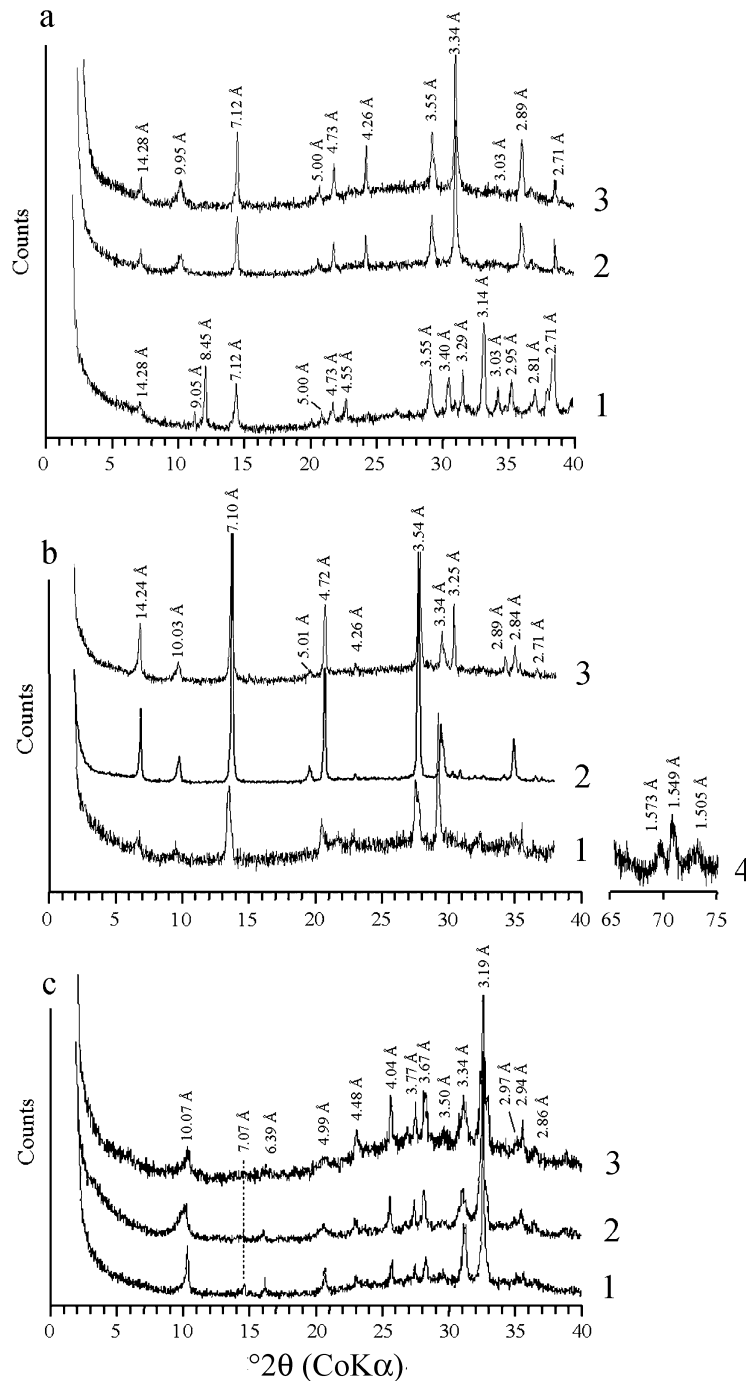 a
14.28 Å 9.95 Å 7.12 Å 5.00 Å 4.73 Å 4.26 Å 3.55 Å 3.34 Å 3.03 Å 2.89 Å 2.71 Å
3
2
14.28 Å 9.05 Å 8.45 Å 7.12 Å 5.00 Å 4.73 Å 4.55 Å 3.55 Å 3.40 Å 3.29 Å 3.14 Å 3.03 Å 2.95 Å 2.81 Å 2.71 Å
1
Counts
0 5 10 15 20 25 30 35 40
b
14.24 Å 10.03 Å 7.10 Å 5.01 Å 4.72 Å 4.26 Å 3.54 Å 3.34 Å 3.25 Å 2.89 Å 2.84 Å 2.71 Å
3
2
1
Counts
0 5 10 15 20 25 30 35 40
1.573 Å 1.549 Å 1.505 Å
4
65 70 75
c
10.07 Å 7.07 Å 6.39 Å 4.99 Å 4.48 Å 4.04 Å 3.77 Å 3.67 Å 3.50 Å 3.34 Å 3.19 Å 2.97 Å 2.94 Å 2.86 Å
3
2
1
Counts
0 5 10 15 20 25 30 35 40
°2θ (CoKα)